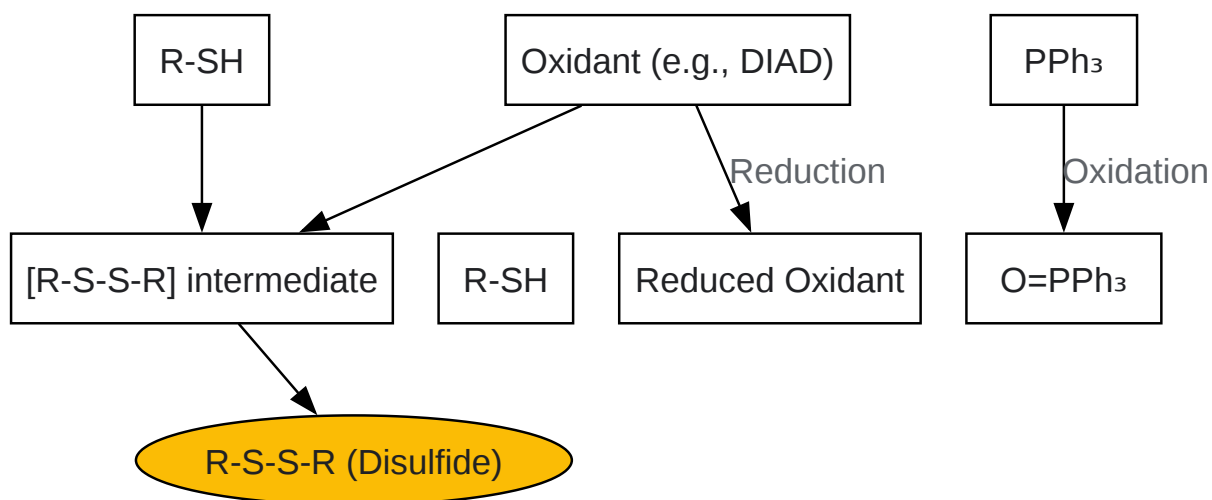 R-SH
Oxidant (e.g., DIAD)
PPh₃
Reduction
Oxidation
[R-S-S-R] intermediate
R-SH
Reduced Oxidant
O=PPh₃
R-S-S-R (Disulfide)